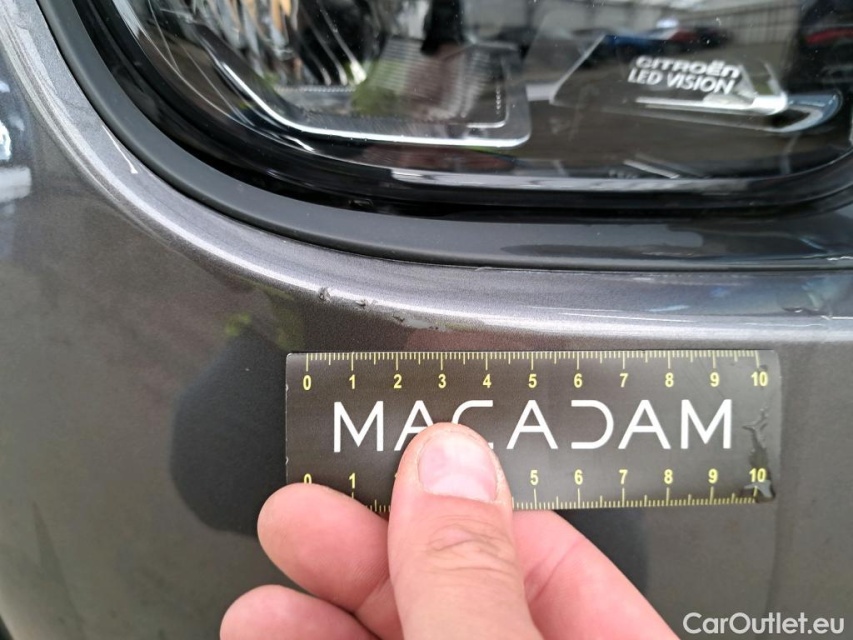 CITROËN
LED VISION
0 1 2 3 4 5 6 7 8 9 10
MACADAM
0 1 5 6 7 8 9 10
CarOutlet.eu